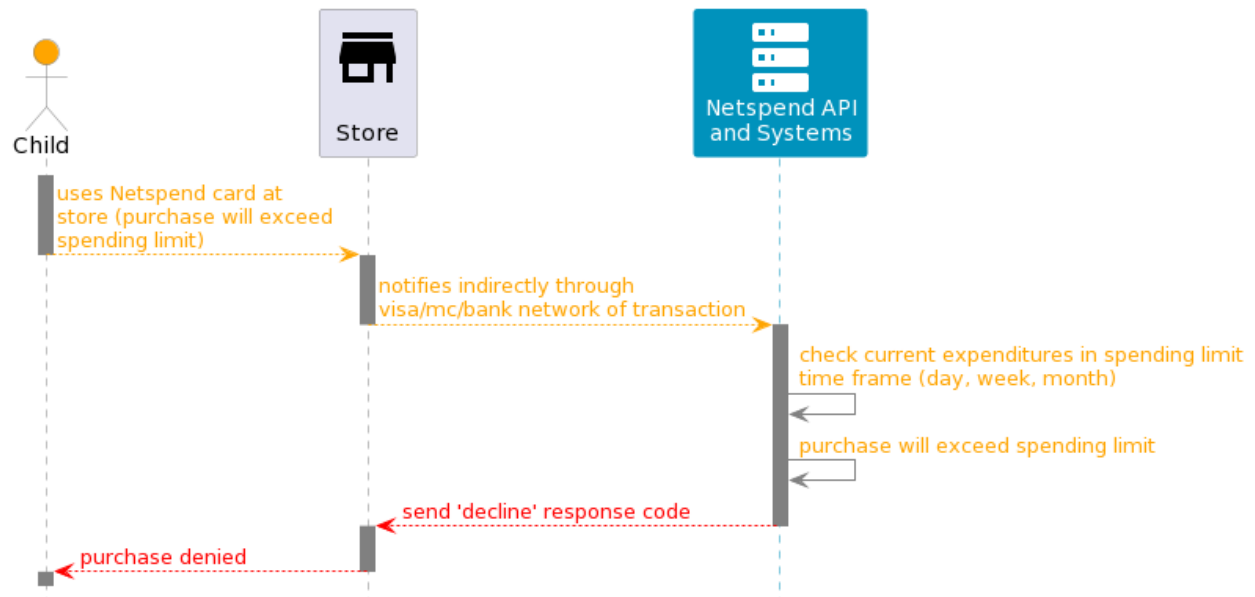 Child
Store
Netspend API
and Systems
uses Netspend card at
store (purchase will exceed
spending limit)
notifies indirectly through
visa/mc/bank network of transaction
check current expenditures in spending limit
time frame (day, week, month)
purchase will exceed spending limit
send 'decline' response code
purchase denied